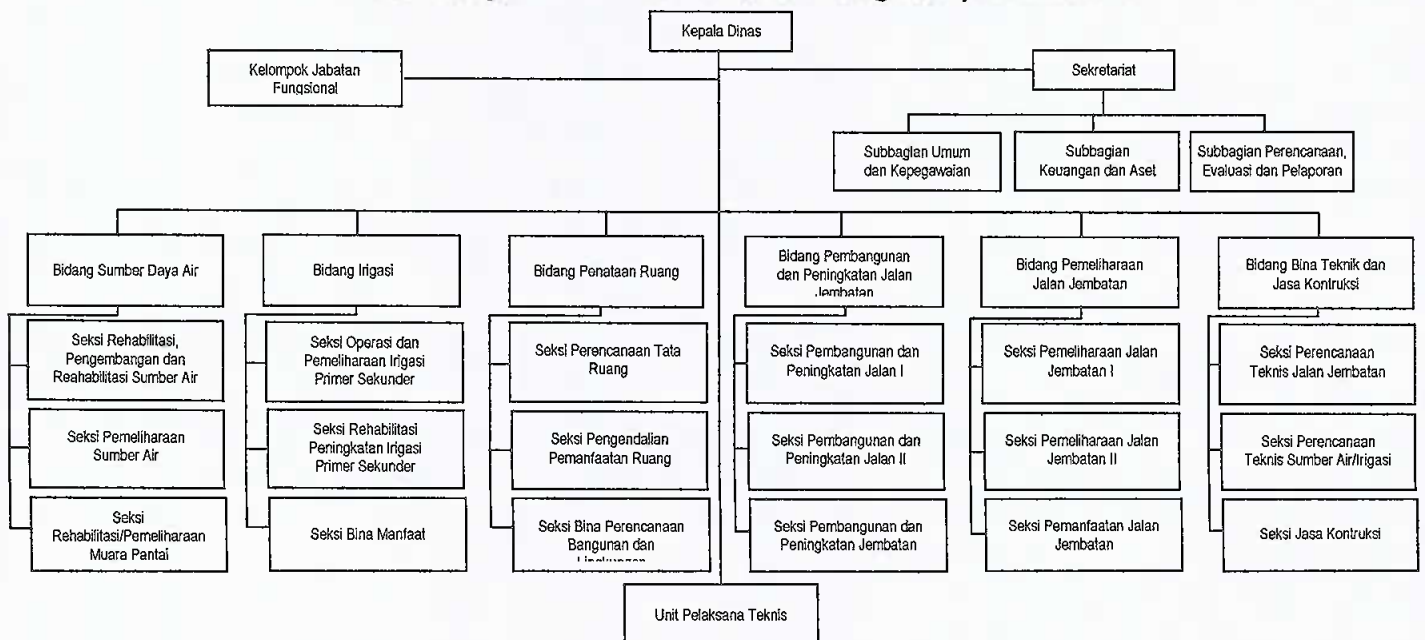 Kepala Dinas
Kelompok Jabatan
Fungsional
Sekretariat
Subbagian Umum
dan Kepegawaian
Subbagian
Keuangan dan Aset
Subbagian Perencanaan,
Evaluasi dan Pelaporan
Bidang Sumber Daya Air
Bidang Irigasi
Bidang Penataan Ruang
Bidang Pembangunan
dan Peningkatan Jalan
Jembatan
Bidang Pemeliharaan
Jalan Jembatan
Bidang Bina Teknik dan
Jasa Kontruksi
Seksi Rehabilitasi,
Pengembangan dan
Reahabilitasi Sumber Air
Seksi Operasi dan
Pemeliharaan Irigasi
Primer Sekunder
Seksi Perencanaan Tata
Ruang
Seksi Pembangunan dan
Peningkatan Jalan I
Seksi Pemeliharaan Jalan
Jembatan I
Seksi Perencanaan
Teknis Jalan Jembatan
Seksi Pemeliharaan
Sumber Air
Seksi Rehabilitasi
Peningkatan Irigasi
Primer Sekunder
Seksi Pengendalian
Pemanfaatan Ruang
Seksi Pembangunan dan
Peningkatan Jalan II
Seksi Pemeliharaan Jalan
Jembatan II
Seksi Perencanaan
Teknis Sumber Air/Irigasi
Seksi
Rehabilitasi/Pemeliharaan
Muara Pantai
Seksi Bina Manfaat
Seksi Bina Perencanaan
Bangunan dan
Lingkungan
Seksi Pembangunan dan
Peningkatan Jembatan
Seksi Pemanfaatan Jalan
Jembatan
Seksi Jasa Kontruksi
Unit Pelaksana Teknis